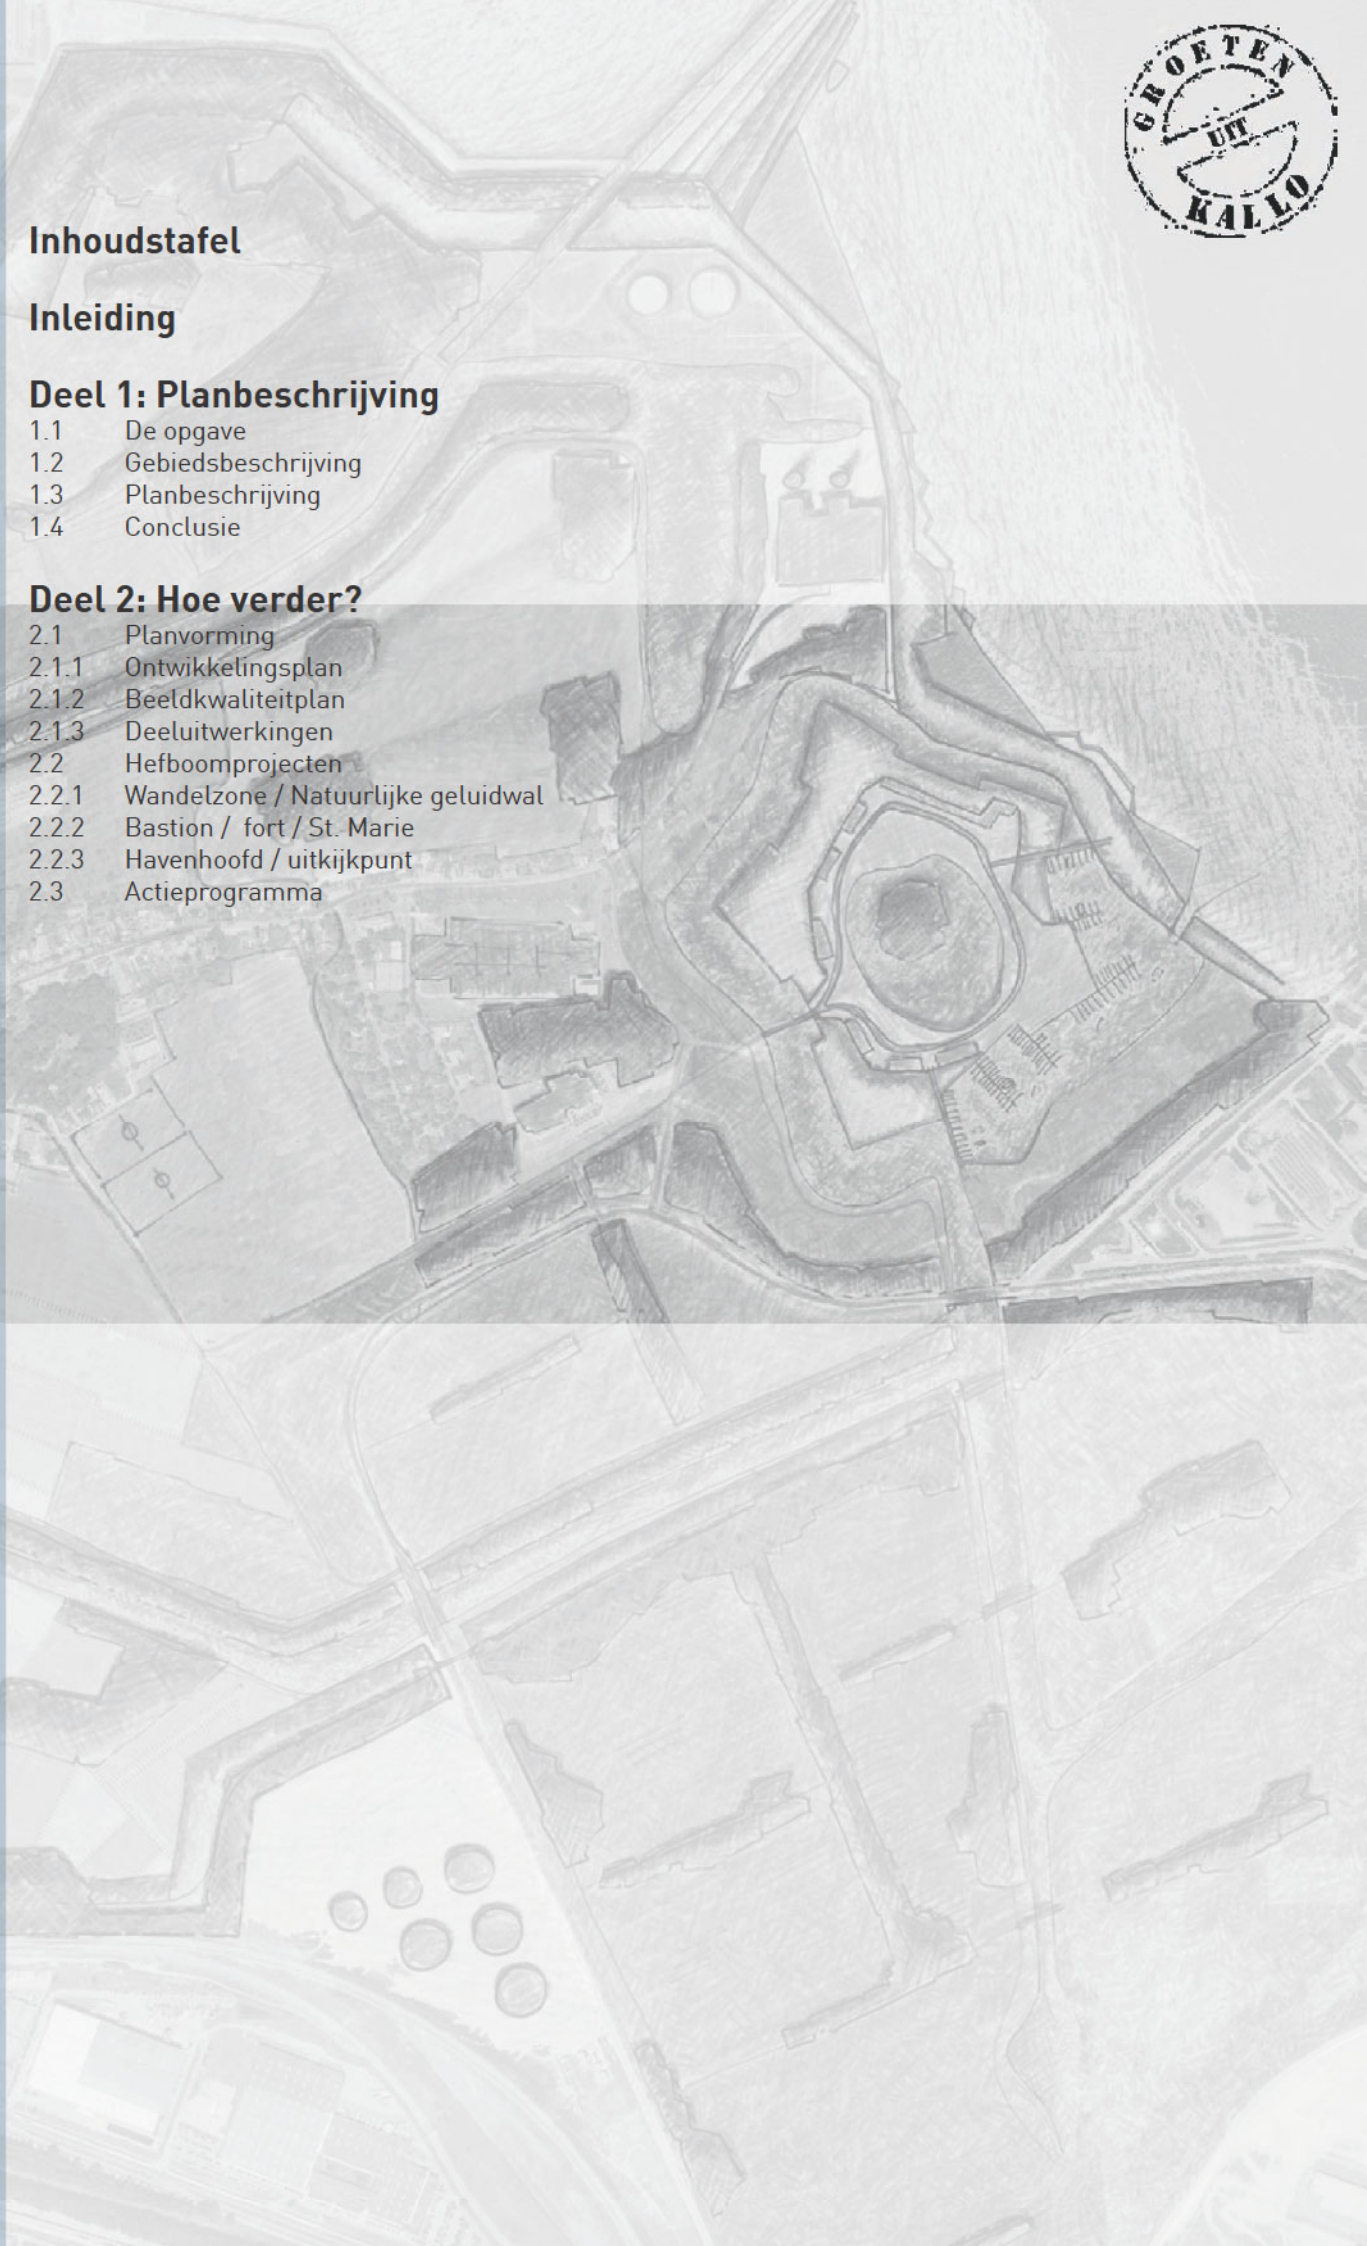 GROETEN
UIT
KALLO
Inhoudstafel
Inleiding
Deel 1: Planbeschrijving
1.1 De opgave
1.2 Gebiedsbeschrijving
1.3 Planbeschrijving
1.4 Conclusie
Deel 2: Hoe verder?
2.1 Planvorming
2.1.1 Ontwikkelingsplan
2.1.2 Beeldkwaliteitplan
2.1.3 Deeluitwerkingen
2.2 Hefboomprojecten
2.2.1 Wandelzone / Natuurlijke geluidwal
2.2.2 Bastion / fort / St. Marie
2.2.3 Havenhoofd / uitkijkpunt
2.3 Actieprogramma